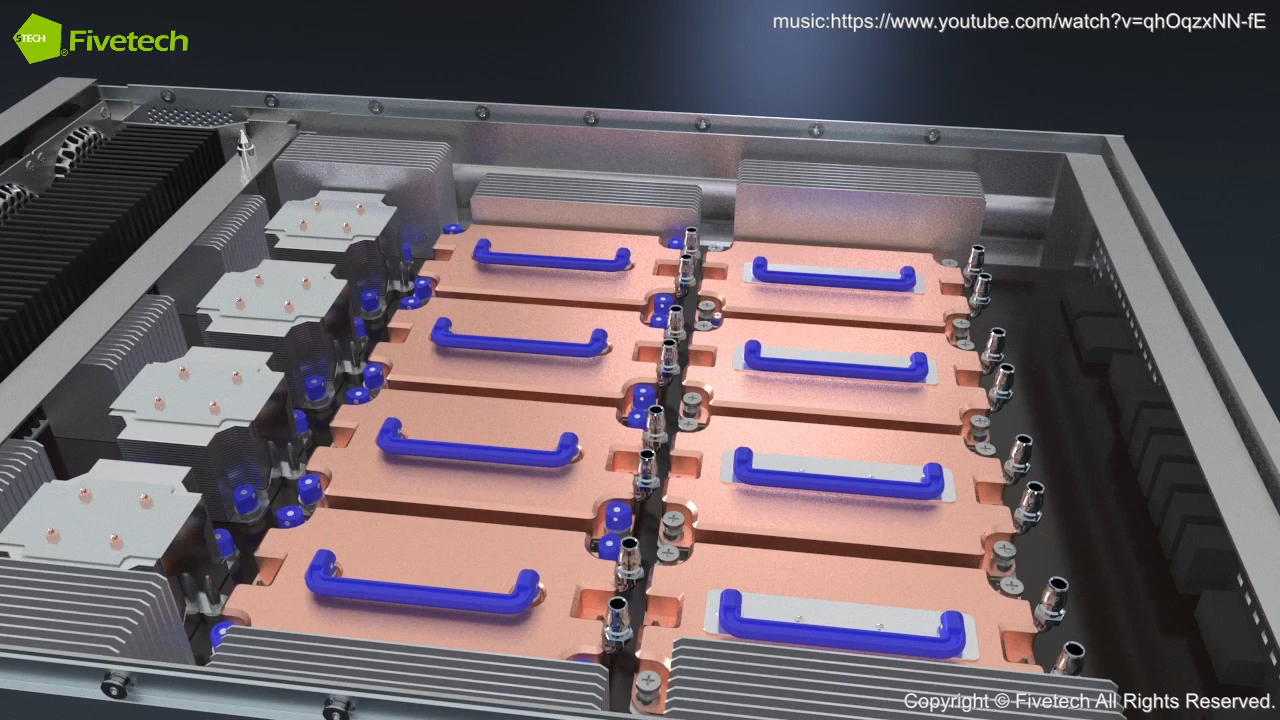 5TECH
® Fivetech
music:https://www.youtube.com/watch?v=qhOqzxNN-fE
Copyright © Fivetech All Rights Reserved.